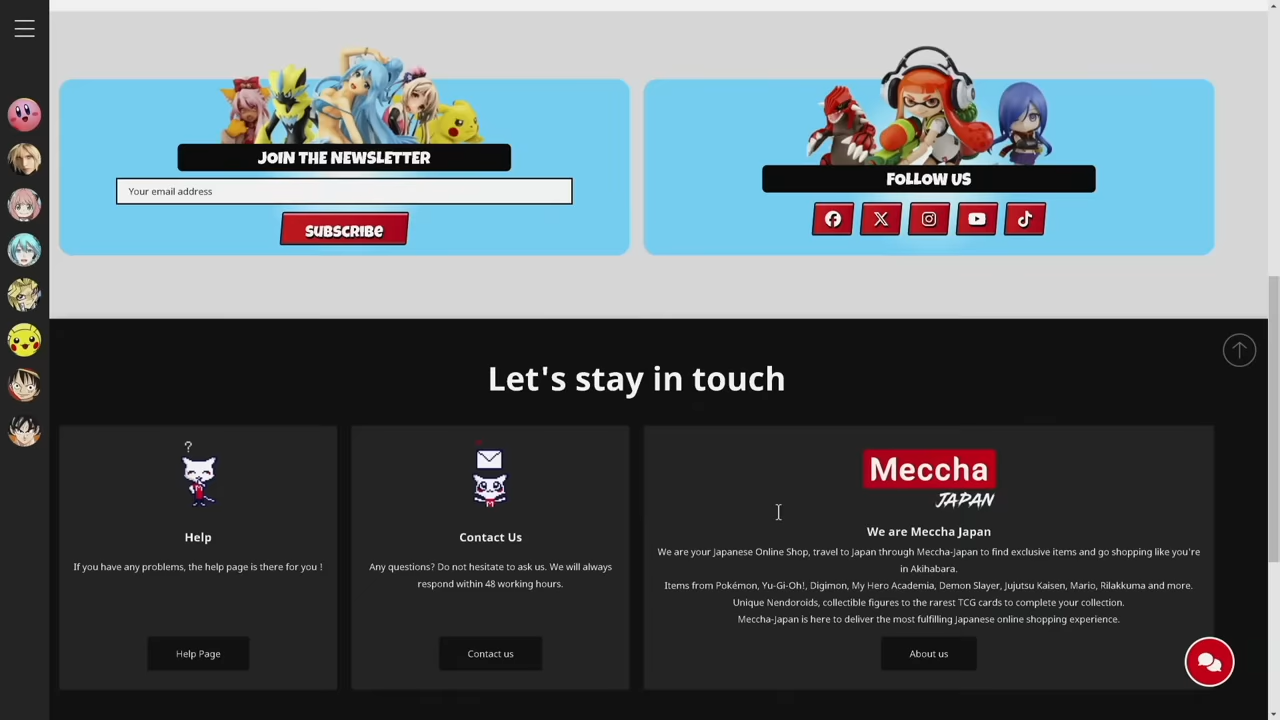 JOIN THE NEWSLETTER
Your email address
SUBSCRIBE
FOLLOW US
Let's stay in touch
?
Help
If you have any problems, the help page is there for you !
Help Page
Contact Us
Any questions? Do not hesitate to ask us. We will always
respond within 48 working hours.
Contact us
Meccha
JAPAN
We are Meccha Japan
We are your Japanese Online Shop, travel to Japan through Meccha-Japan to find exclusive items and go shopping like you're
in Akihabara.
Items from Pokémon, Yu-Gi-Oh!, Digimon, My Hero Academia, Demon Slayer, Jujutsu Kaisen, Mario, Rilakkuma and more.
Unique Nendoroids, collectible figures to the rarest TCG cards to complete your collection.
Meccha-Japan is here to deliver the most fulfilling Japanese online shopping experience.
About us